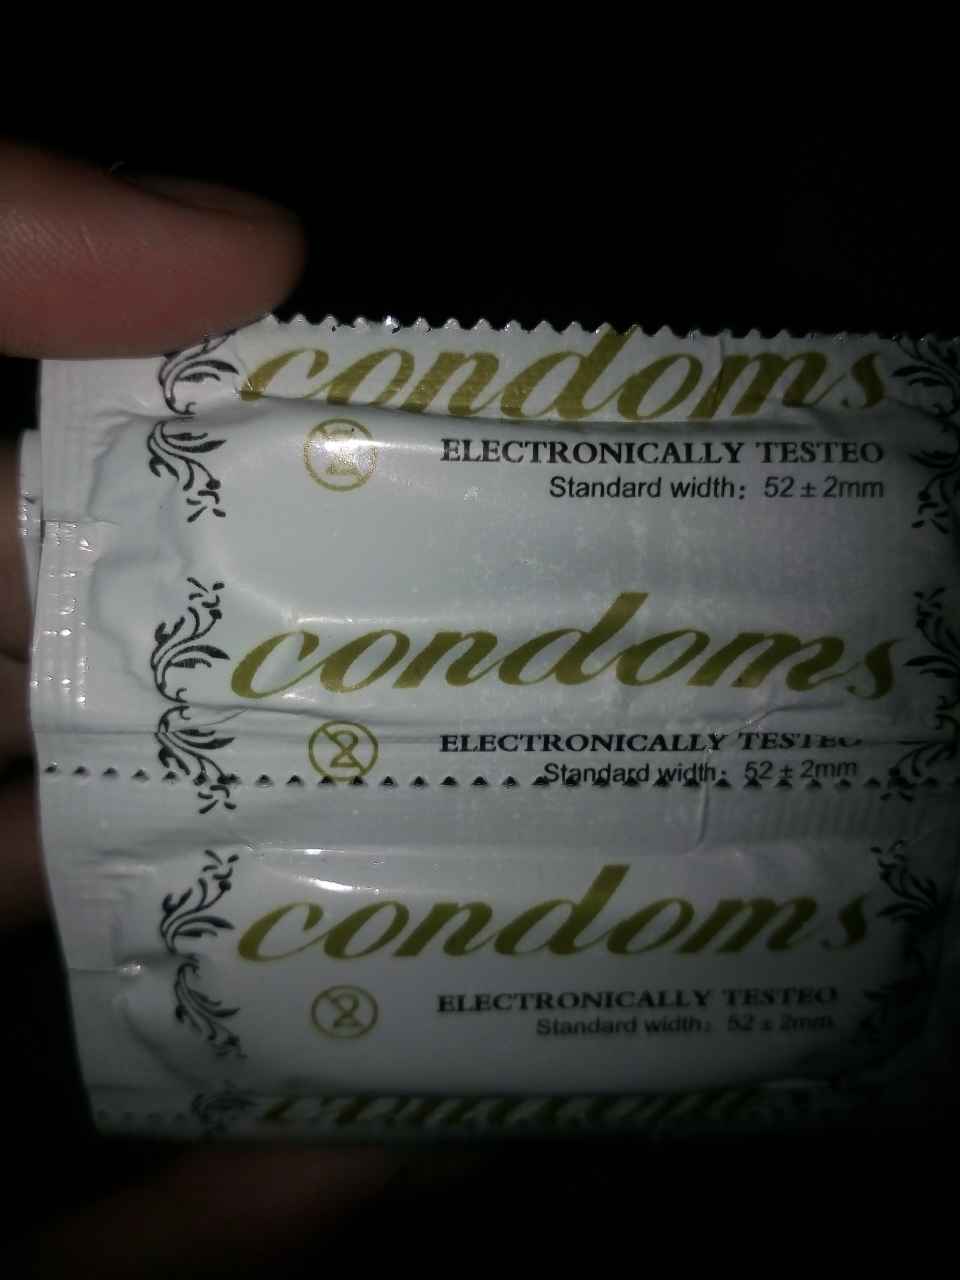 condoms
ELECTRONICALLY TESTEO
Standard width: 52 ± 2mm
condoms
ELECTRONICALLY TESTEO
Standard width: 52 ± 2mm
condoms
ELECTRONICALLY TESTEO
Standard width: 52 ± 2mm